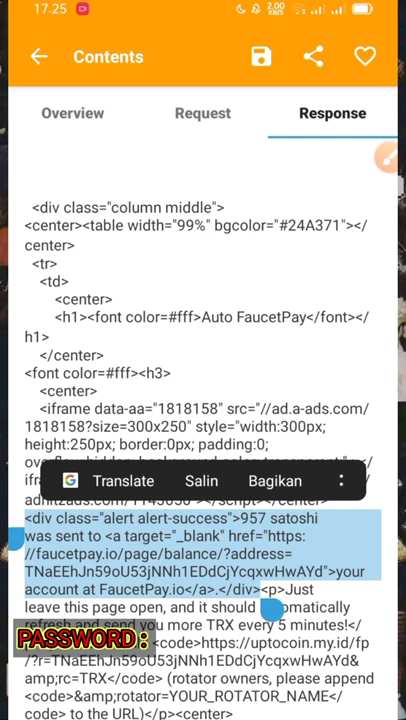 17.25
2.00
KB/S
Contents
Overview
Request
Response
<div class="column middle">
<center><table width="99%" bgcolor="#24A371"></
center>
<tr>
<td>
<center>
<h1><font color=#fff>Auto FaucetPay</font></
h1>
</center>
<font color=#fff><h3>
<center>
<iframe data-aa="1818158" src="//ad.a-ads.com/
1818158?size=300x250" style="width:300px;
height:250px; border:0px; padding:0;
Translate
Salin
Bagikan
<div class="alert alert-success">957 satoshi
was sent to <a target="_blank" href="https:
//faucetpay.io/page/balance/?address=
TNaEEhJn59oU53jNNh1EDdCjYcqxwHwAYd">your
account at FaucetPay.io</a>.</div><p>Just
leave this page open, and it should
refresh and send you more TRX every 5 minutes!</
PASSWORD :
code>https://uptocoin.my.id/fp
/?r=TNaEEhJn59oU53jNNh1EDdCjYcqxwHwAYd&
amp;rc=TRX</code> (rotator owners, please append
<code>&amp;rotator=YOUR_ROTATOR_NAME</
code> to the URL)</p><center>